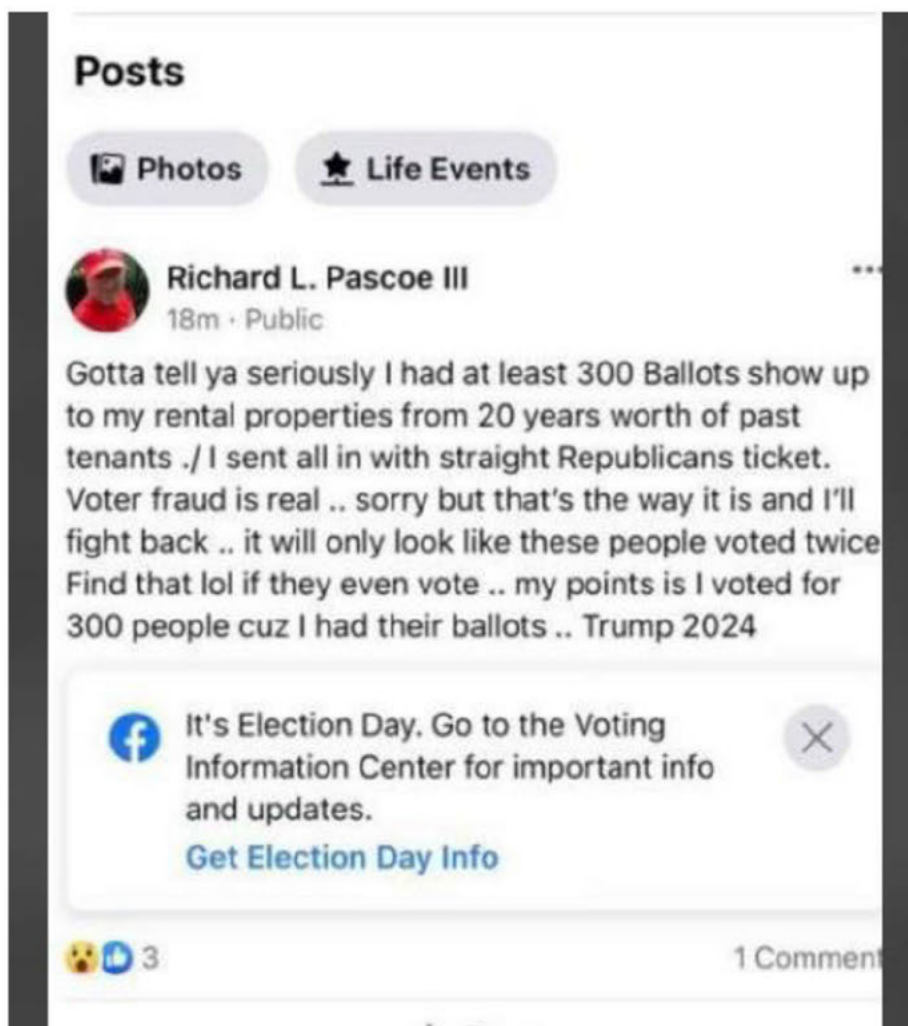 Posts
Photos
Life Events
Richard L. Pascoe III
18m · Public
Gotta tell ya seriously I had at least 300 Ballots show up
to my rental properties from 20 years worth of past
tenants ./ I sent all in with straight Republicans ticket.
Voter fraud is real .. sorry but that's the way it is and I'll
fight back .. it will only look like these people voted twice
Find that lol if they even vote .. my points is I voted for
300 people cuz I had their ballots .. Trump 2024
It's Election Day. Go to the Voting
Information Center for important info
and updates.
Get Election Day Info
3
1 Comment